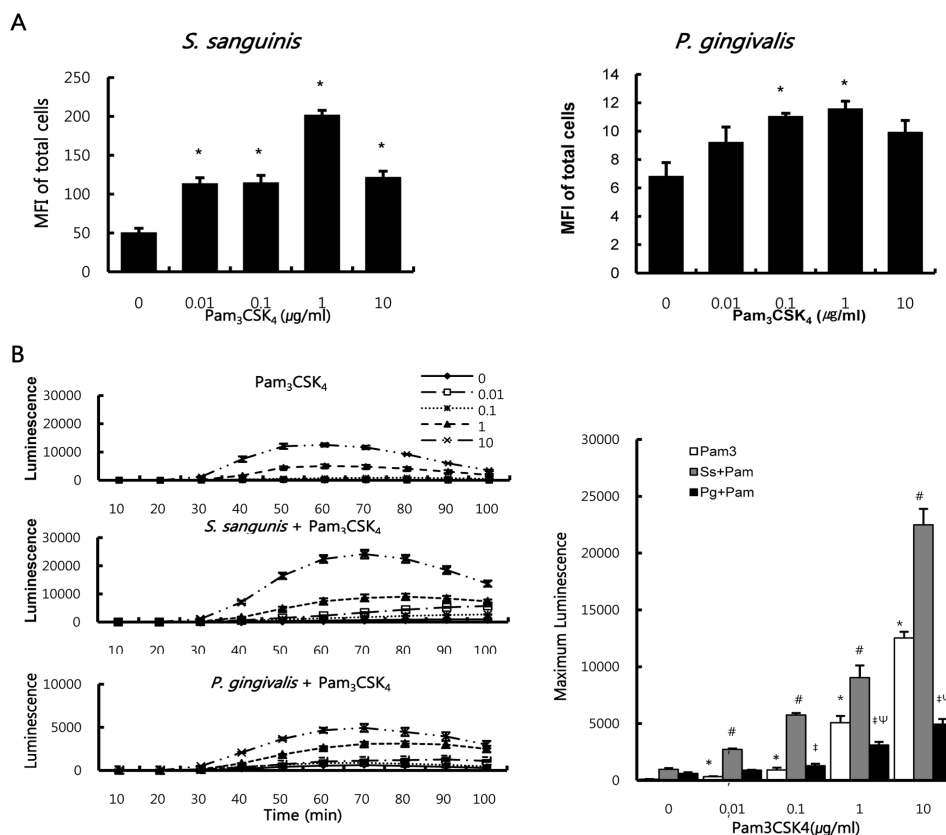 A
S. sanguinis
MFI of total cells
250
200
150
100
50
0
*
*
*
*
0 0.01 0.1 1 10
Pam₃CSK₄ (μg/ml)
P. gingivalis
MFI of total cells
14
12
10
8
6
4
2
0
*
*
0 0.01 0.1 1 10
Pam₃CSK₄ (㎍/ml)
B
Pam₃CSK₄
Luminescence
30000
20000
10000
0
10 20 30 40 50 60 70 80 90 100
0
0.01
0.1
1
10
S. sangunis + Pam₃CSK₄
Luminescence
30000
20000
10000
0
10 20 30 40 50 60 70 80 90 100
P. gingivalis + Pam₃CSK₄
Luminescence
10000
5000
0
10 20 30 40 50 60 70 80 90 100
Time (min)
Maximum Luminescence
30000
25000
20000
15000
10000
5000
0
Pam3
Ss+Pam
Pg+Pam
*
#
*
#
‡
*
#
‡Ψ
*
#
‡Ψ
0 0,01 0.1 1 10
Pam3CSK4(μg/ml)